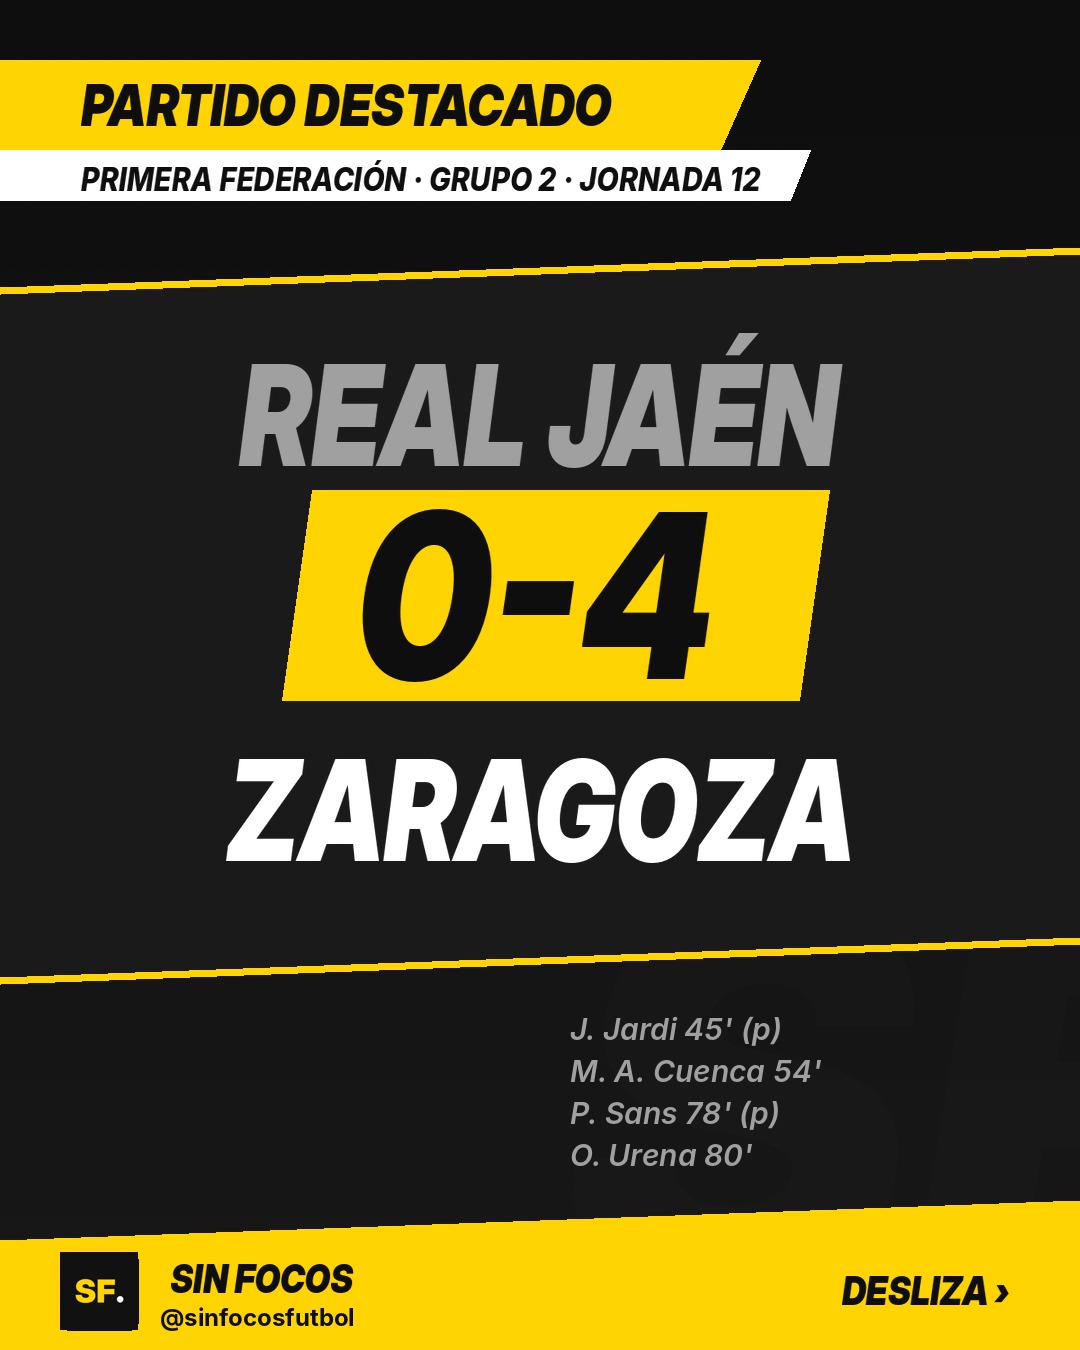 PARTIDO DESTACADO
PRIMERA FEDERACIÓN · GRUPO 2 · JORNADA 12
REAL JAÉN
0-4
ZARAGOZA
J. Jardi 45' (p)
M. A. Cuenca 54'
P. Sans 78' (p)
O. Urena 80'
SF.
SIN FOCOS
@sinfocosfutbol
DESLIZA ›